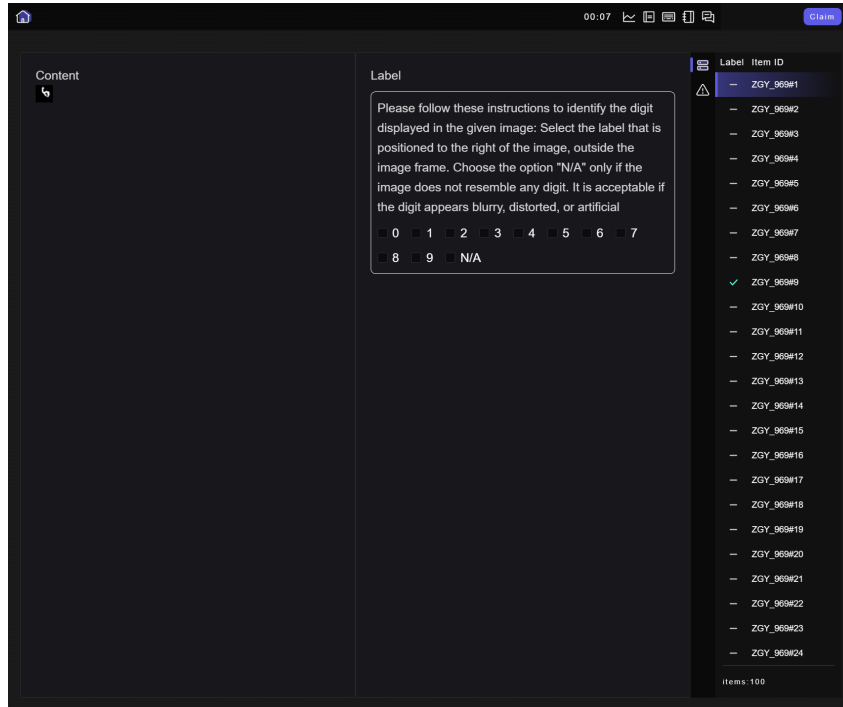 00:07
Claim
Content
Label
Please follow these instructions to identify the digit
displayed in the given image: Select the label that is
positioned to the right of the image, outside the
image frame. Choose the option "N/A" only if the
image does not resemble any digit. It is acceptable if
the digit appears blurry, distorted, or artificial
0 1 2 3 4 5 6 7
8 9 N/A
Label Item ID
ZGY_969#1
ZGY_969#2
ZGY_969#3
ZGY_969#4
ZGY_969#5
ZGY_969#6
ZGY_969#7
ZGY_969#8
ZGY_969#9
ZGY_969#10
ZGY_969#11
ZGY_969#12
ZGY_969#13
ZGY_969#14
ZGY_969#15
ZGY_969#16
ZGY_969#17
ZGY_969#18
ZGY_969#19
ZGY_969#20
ZGY_969#21
ZGY_969#22
ZGY_969#23
ZGY_969#24
items:100